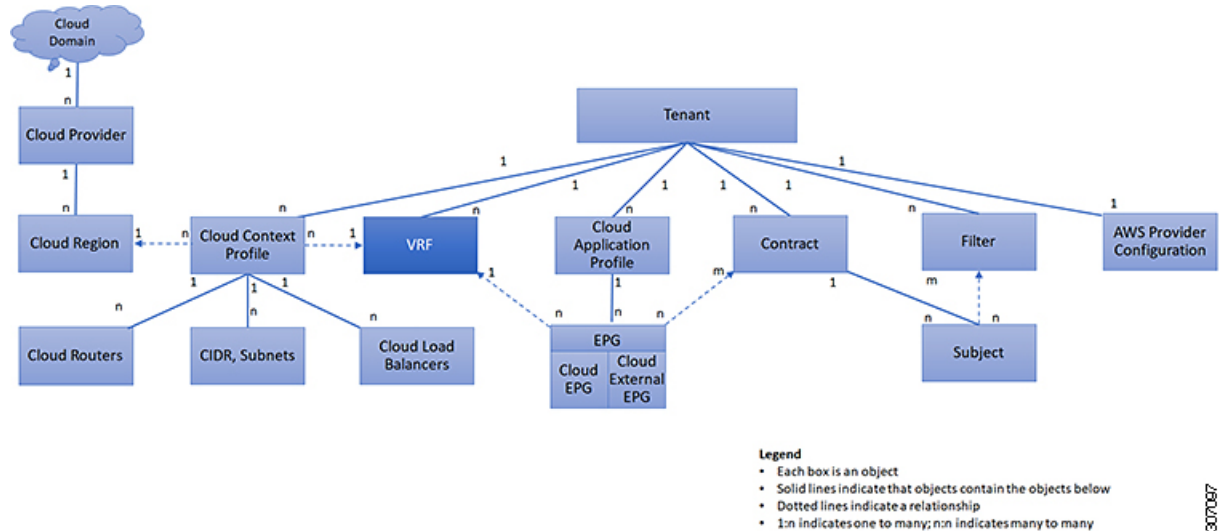 Cloud
Domain
1
n
Cloud Provider
1
n
Tenant
1
1
1
1
1
1
n
n
n
n
n
1
Cloud Region
1
n
Cloud Context
Profile
n
1
VRF
Cloud
Application
Profile
Contract
Filter
AWS Provider
Configuration
1
1
1
1
m
1
1
m
n
n
n
n
n
n
n
n
Cloud Routers
CIDR, Subnets
Cloud Load
Balancers
EPG
Cloud
EPG
Cloud
External
EPG
Subject
Legend
• Each box is an object
• Solid lines indicate that objects contain the objects below
• Dotted lines indicate a relationship
• 1:n indicates one to many; n:n indicates many to many
307097